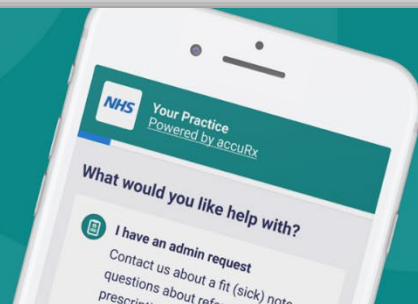 NHS
Your Practice
Powered by accuRx
What would you like help with?
I have an admin request
Contact us about a fit (sick) note
questions about